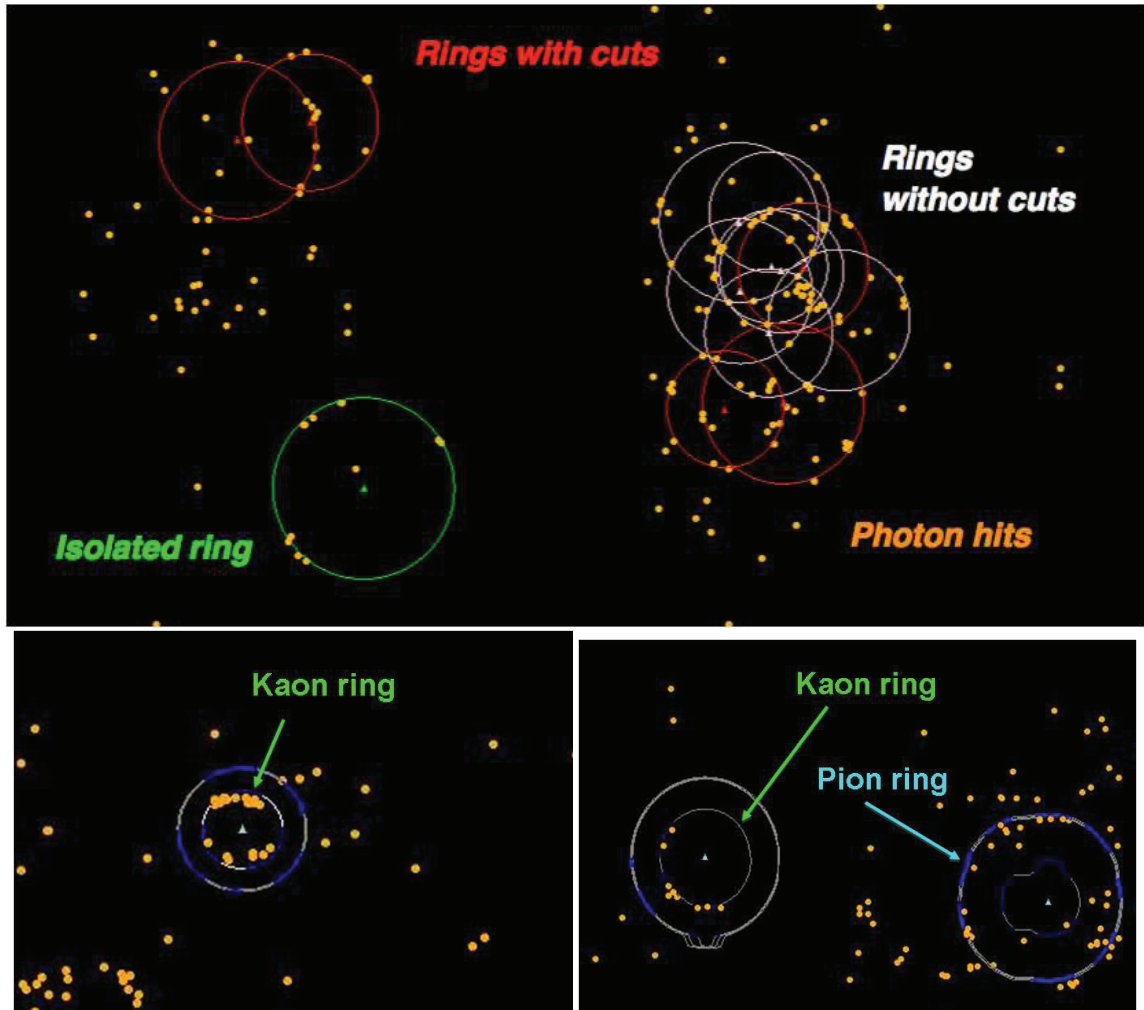 Rings with cuts
Rings
without cuts
Isolated ring
Photon hits
Kaon ring
Kaon ring
Pion ring